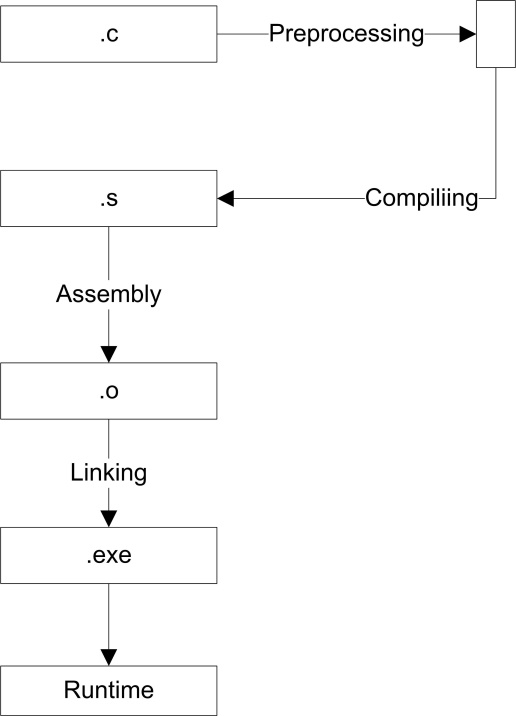 .c
Preprocessing
.s
Compiliing
Assembly
.o
Linking
.exe
Runtime